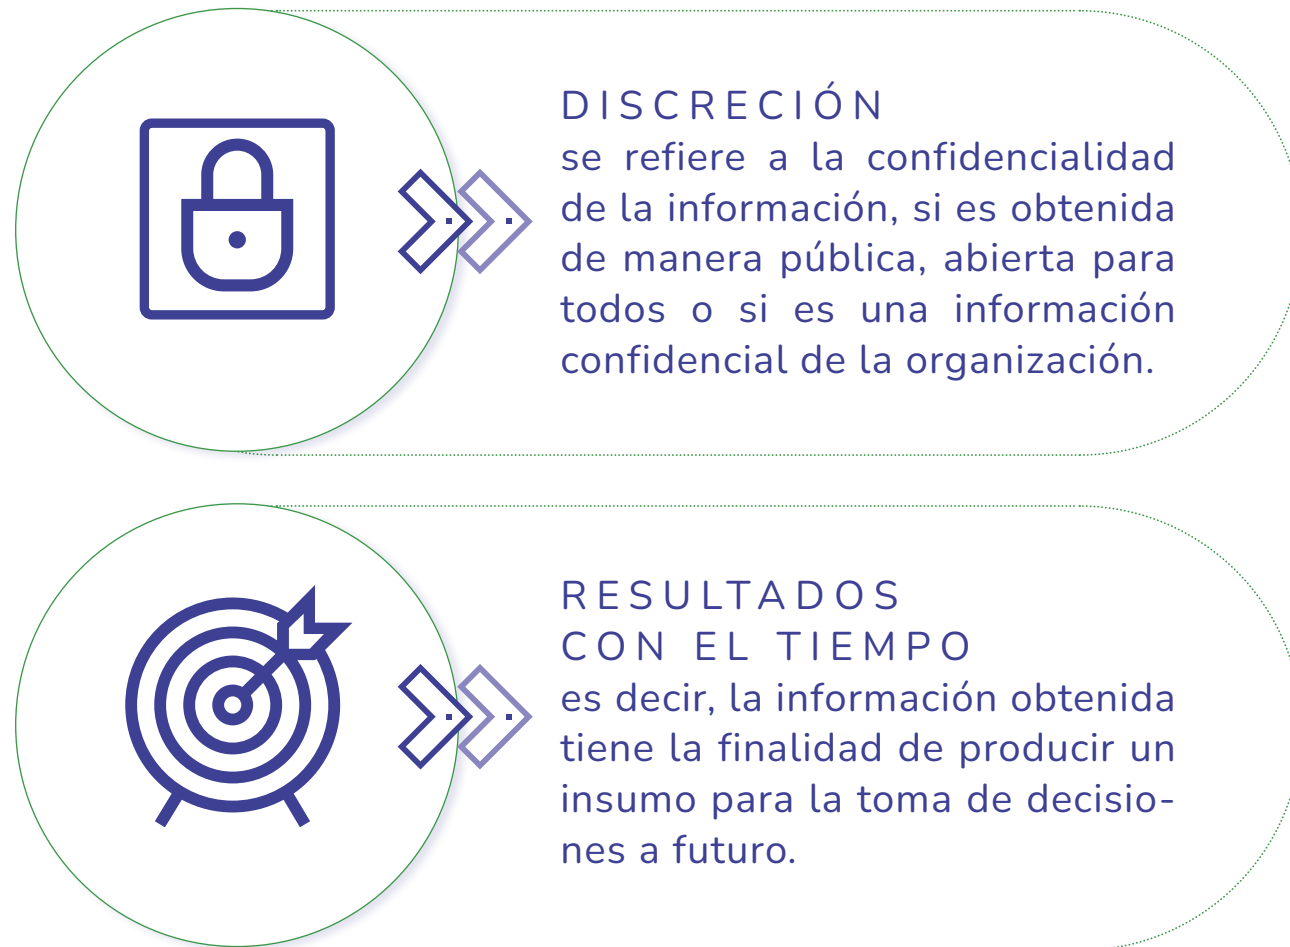 DISCRECIÓN
se refiere a la confidencialidad
de la información, si es obtenida
de manera pública, abierta para
todos o si es una información
confidencial de la organización.
RESULTADOS
CON EL TIEMPO
es decir, la información obtenida
tiene la finalidad de producir un
insumo para la toma de decisio-
nes a futuro.